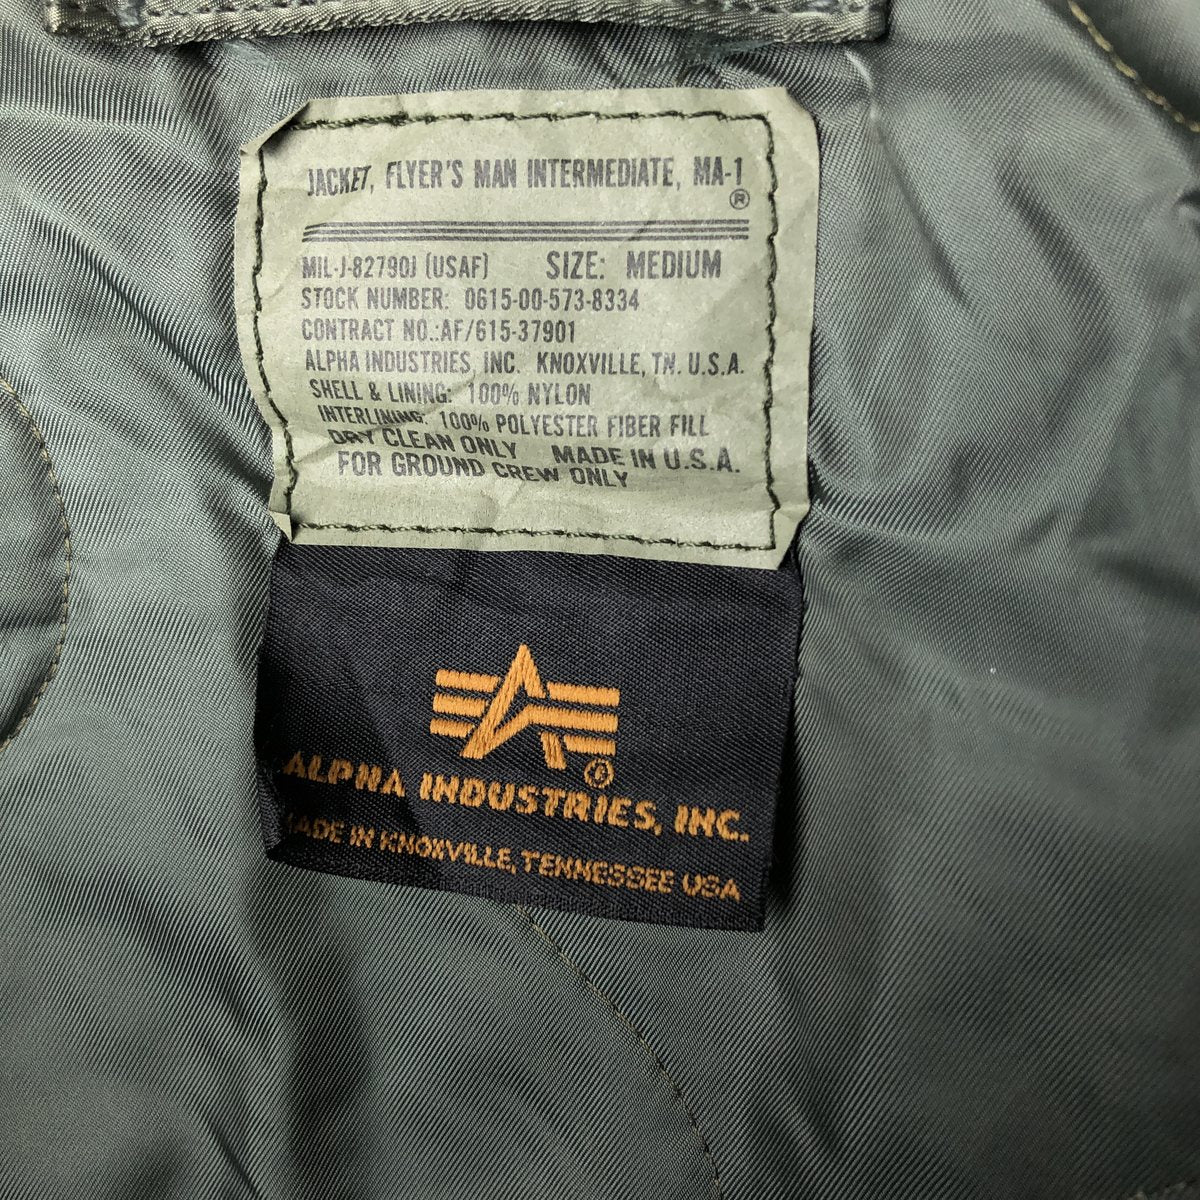 JACKET, FLYER'S MAN INTERMEDIATE, MA-1
®
MIL-J-82790J (USAF) SIZE: MEDIUM
STOCK NUMBER: 0615-00-573-8334
CONTRACT NO.:AF/615-37901
ALPHA INDUSTRIES, INC. KNOXVILLE, TN. U.S.A.
SHELL & LINING: 100% NYLON
INTERLINING: 100% POLYESTER FIBER FILL
DRY CLEAN ONLY MADE IN U.S.A.
FOR GROUND CREW ONLY
®
ALPHA INDUSTRIES, INC.
MADE IN KNOXVILLE, TENNESSEE USA